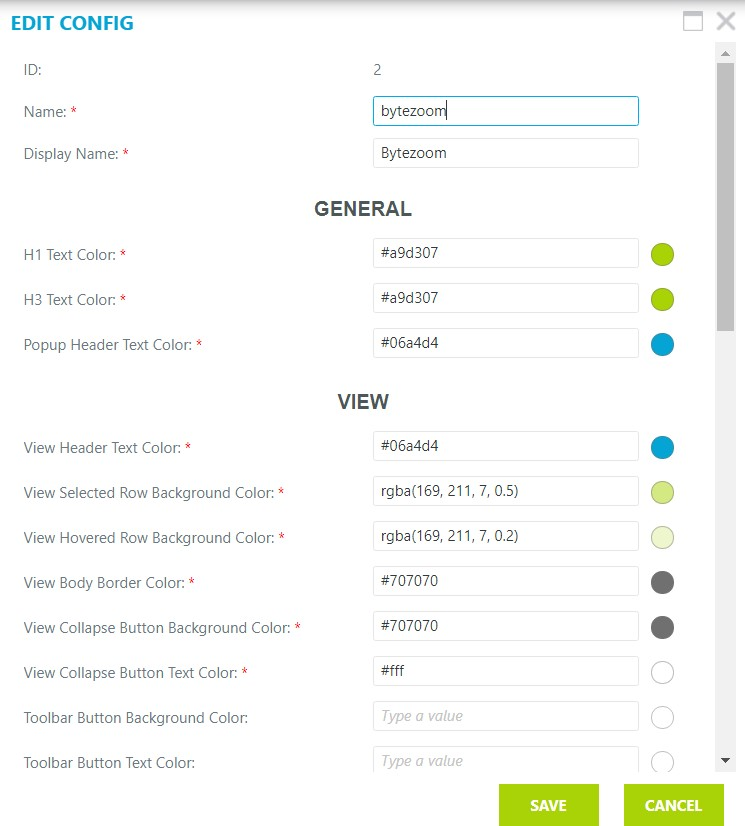 EDIT CONFIG
ID: 2
Name: * bytezoom
Display Name: * Bytezoom
GENERAL
H1 Text Color: * #a9d307
H3 Text Color: * #a9d307
Popup Header Text Color: * #06a4d4
VIEW
View Header Text Color: * #06a4d4
View Selected Row Background Color: * rgba(169, 211, 7, 0.5)
View Hovered Row Background Color: * rgba(169, 211, 7, 0.2)
View Body Border Color: * #707070
View Collapse Button Background Color: * #707070
View Collapse Button Text Color: * #fff
Toolbar Button Background Color: Type a value
Toolbar Button Text Color: Type a value
SAVE CANCEL